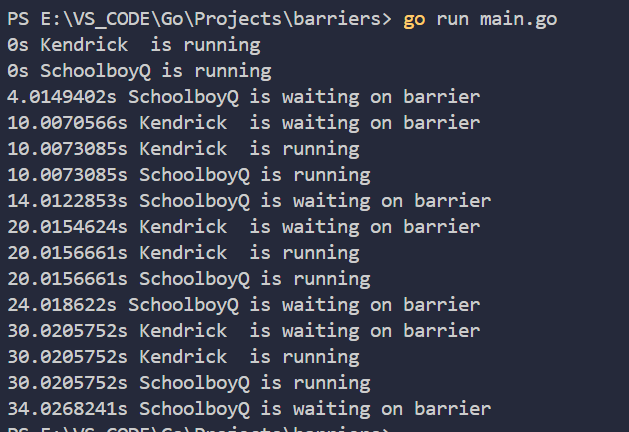 PS E:\VS_CODE\Go\Projects\barriers> go run main.go
0s Kendrick  is running
0s SchoolboyQ is running
4.0149402s SchoolboyQ is waiting on barrier
10.0070566s Kendrick  is waiting on barrier
10.0073085s Kendrick  is running
10.0073085s SchoolboyQ is running
14.0122853s SchoolboyQ is waiting on barrier
20.0154624s Kendrick  is waiting on barrier
20.0156661s Kendrick  is running
20.0156661s SchoolboyQ is running
24.018622s SchoolboyQ is waiting on barrier
30.0205752s Kendrick  is waiting on barrier
30.0205752s Kendrick  is running
30.0205752s SchoolboyQ is running
34.0268241s SchoolboyQ is waiting on barrier
PS E:\VS_CODE\Go\Projects\barriers>